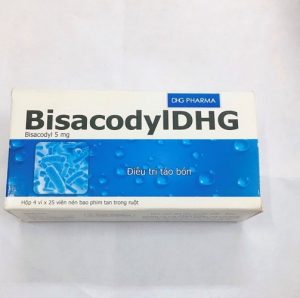 DHG PHARMA
BisacodylDHG
Bisacodyl 5 mg
Điều trị táo bón
Hộp 4 vỉ x 25 viên nén bao phim tan trong ruột